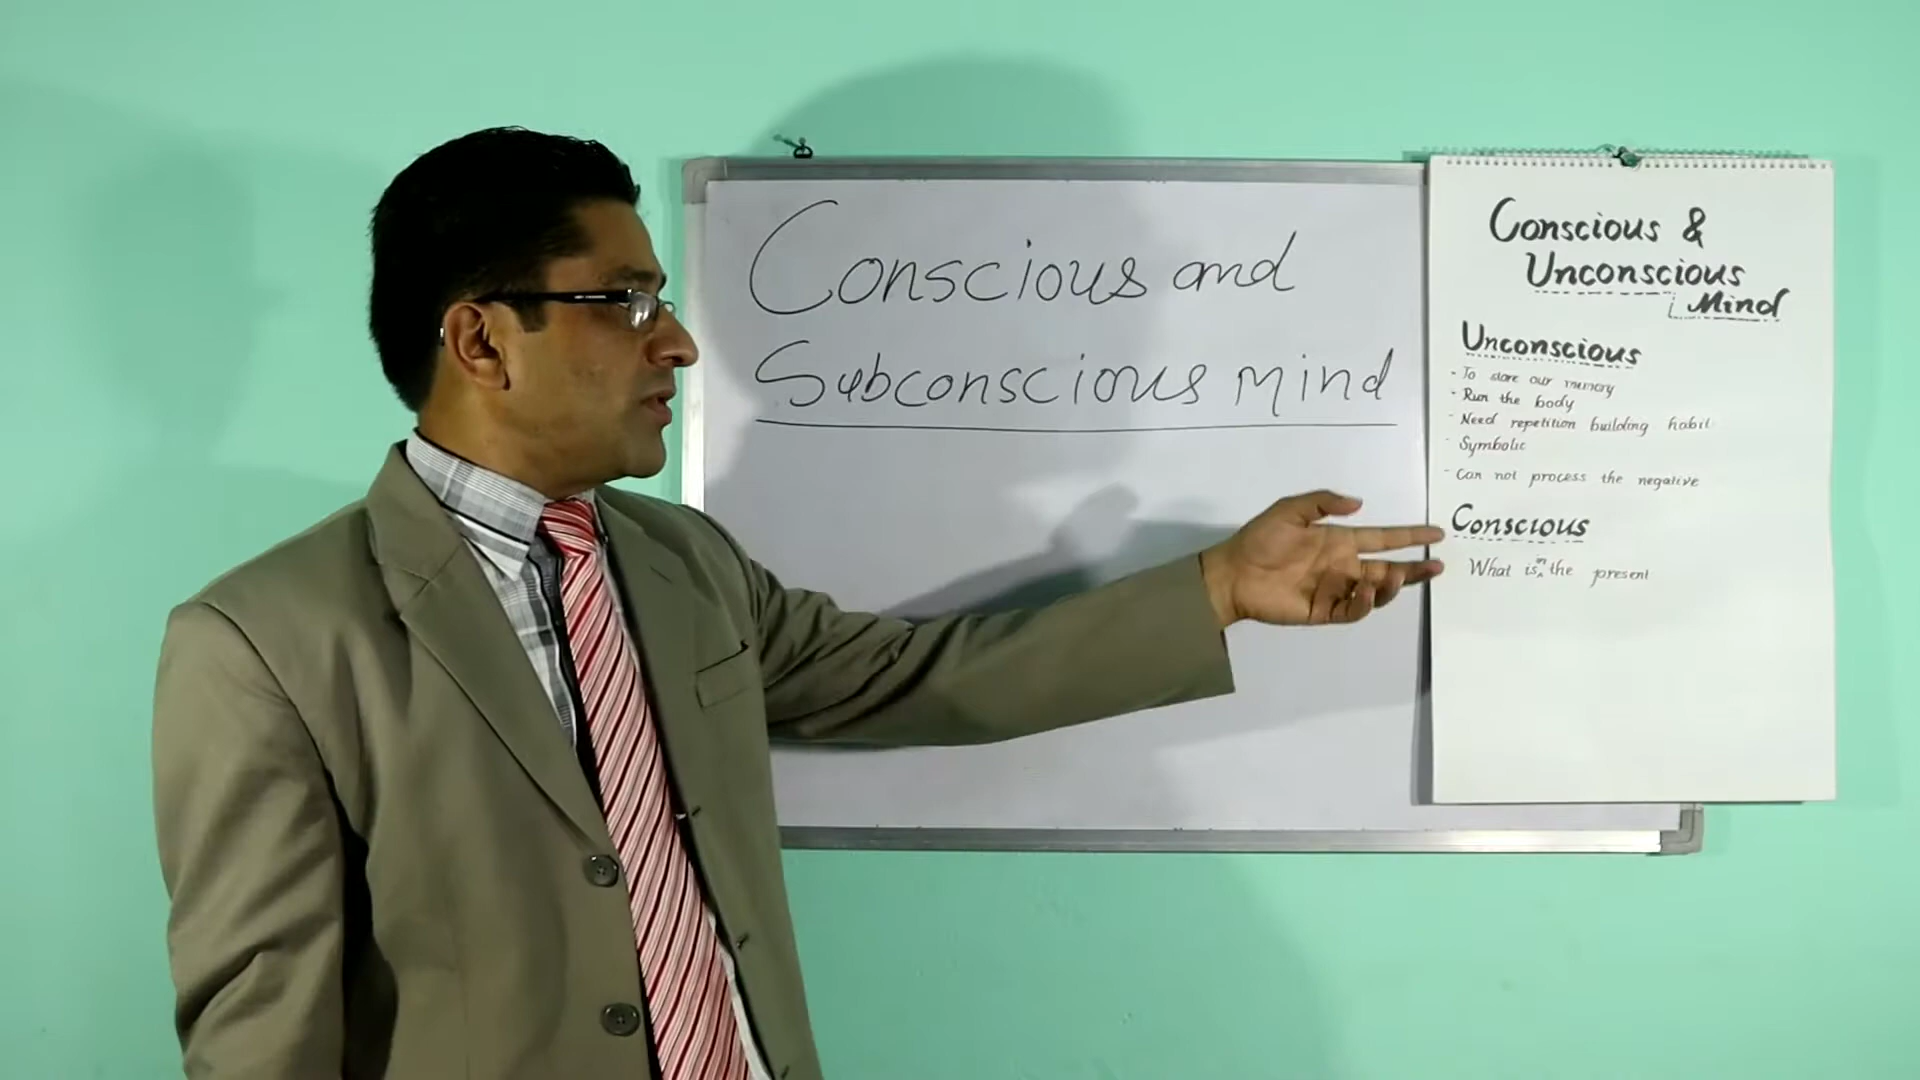 Conscious and
Subconscious mind
Conscious &
Unconscious
Mind
Unconscious
- To store our memory
- Run the body
- Need repetition building habit
- Symbolic
- Can not process the negative
Conscious
What is in the present